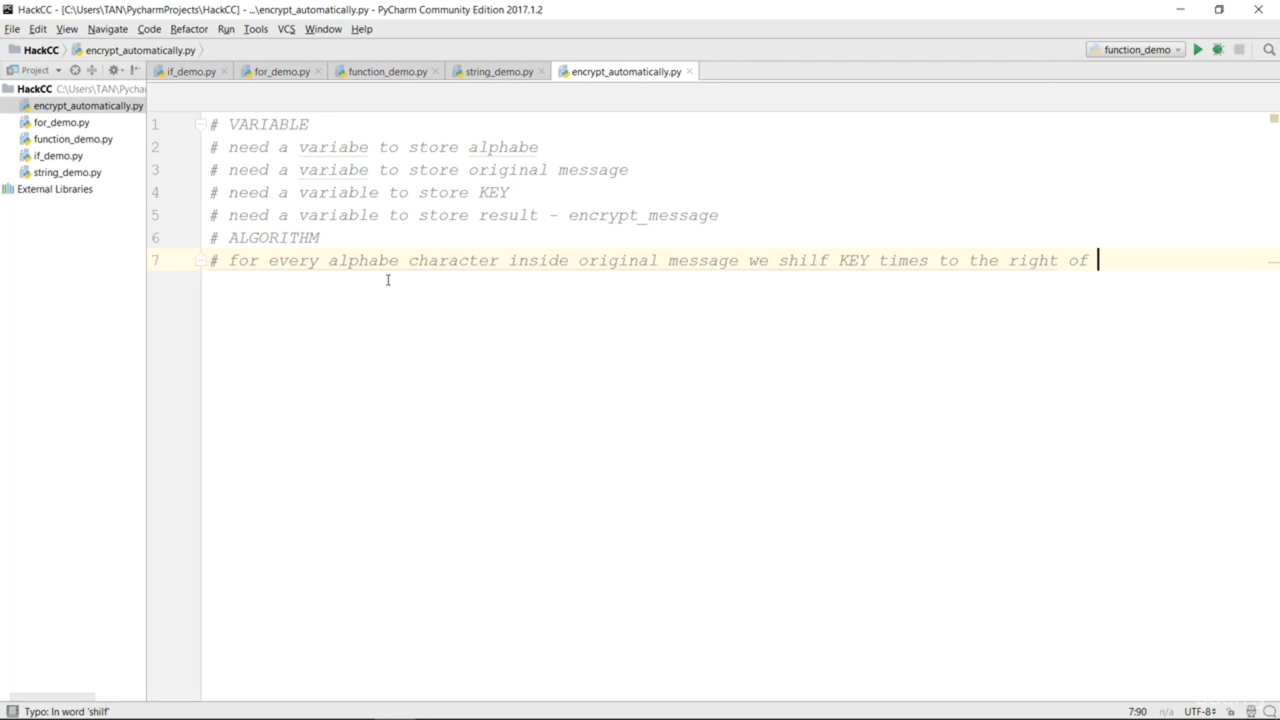 HackCC - [C:\Users\TAN\PycharmProjects\HackCC] - ...\encrypt_automatically.py - PyCharm Community Edition 2017.1.2
File Edit View Navigate Code Refactor Run Tools VCS Window Help
HackCC encrypt_automatically.py function_demo
Project if_demo.py for_demo.py function_demo.py string_demo.py encrypt_automatically.py
HackCC C:\Users\TAN\Pychar
encrypt_automatically.py
for_demo.py
function_demo.py
if_demo.py
string_demo.py
External Libraries
1 # VARIABLE
2 # need a variabe to store alphabe
3 # need a variabe to store original message
4 # need a variable to store KEY
5 # need a variable to store result - encrypt_message
6 # ALGORITHM
7 # for every alphabe character inside original message we shilf KEY times to the right of
Typo: In word 'shilf' 7:90 n/a UTF-8